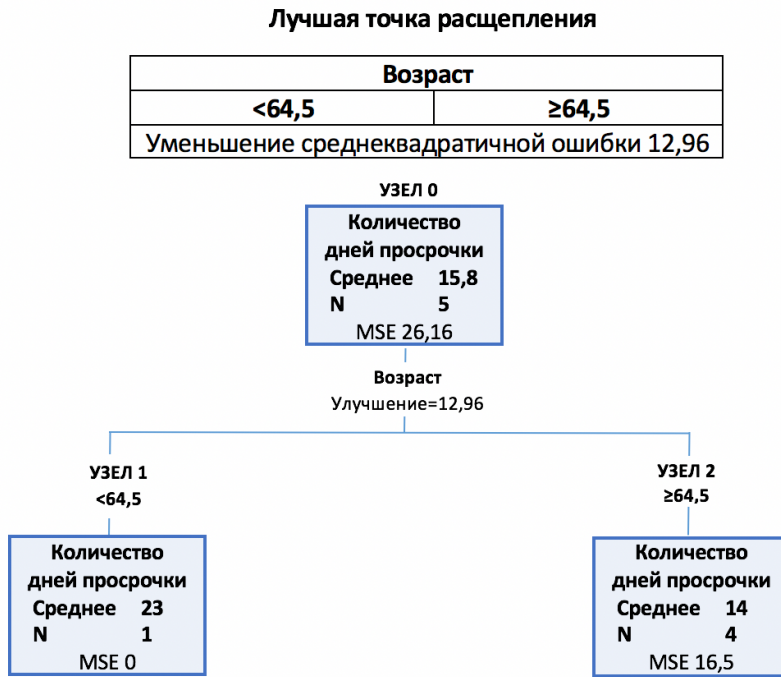 Лучшая точка расщепления
Возраст
<64,5 ≥64,5
Уменьшение среднеквадратичной ошибки 12,96
УЗЕЛ 0
Количество
дней просрочки
Среднее 15,8
N 5
MSE 26,16
Возраст
Улучшение=12,96
УЗЕЛ 1
<64,5
Количество
дней просрочки
Среднее 23
N 1
MSE 0
УЗЕЛ 2
≥64,5
Количество
дней просрочки
Среднее 14
N 4
MSE 16,5